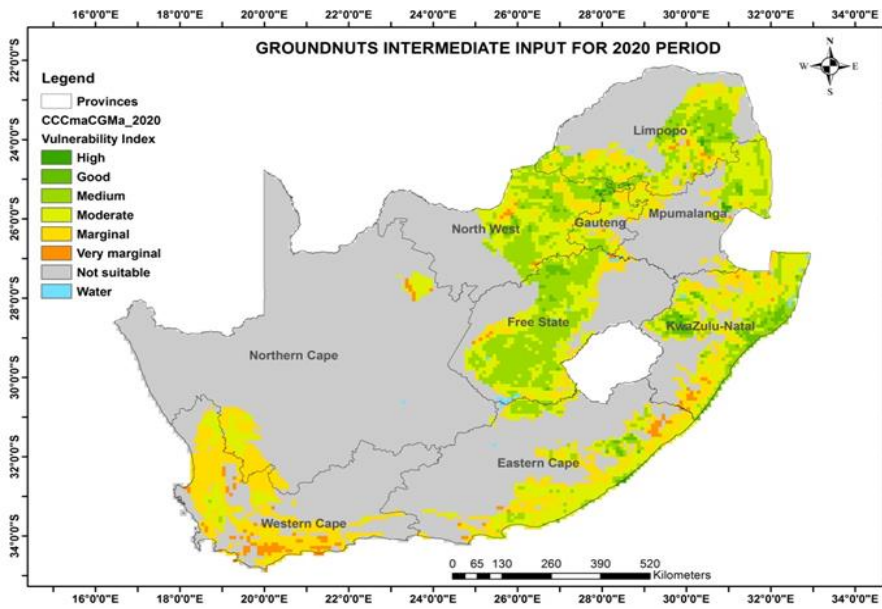 GROUNDNUTS INTERMEDIATE INPUT FOR 2020 PERIOD
16°0'0"E 18°0'0"E 20°0'0"E 22°0'0"E 24°0'0"E 26°0'0"E 28°0'0"E 30°0'0"E 32°0'0"E 34°0'0"E
22°0'0"S
24°0'0"S
26°0'0"S
28°0'0"S
30°0'0"S
32°0'0"S
34°0'0"S
N
W E
S
Legend
Provinces
CCCmaCGMa_2020
Vulnerability Index
High
Good
Medium
Moderate
Marginal
Very marginal
Not suitable
Water
Limpopo
Mpumalanga
Gauteng
North West
Free State
KwaZulu-Natal
Northern Cape
Eastern Cape
Western Cape
0 65 130 260 390 520
Kilometers
16°0'0"E 18°0'0"E 20°0'0"E 22°0'0"E 24°0'0"E 26°0'0"E 28°0'0"E 30°0'0"E 32°0'0"E 34°0'0"E